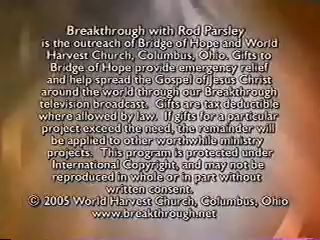 Breakthrough with Rod Parsley
is the outreach of Bridge of Hope and World
Harvest Church, Columbus, Ohio. Gifts to
Bridge of Hope provide emergency relief
and help spread the Gospel of Jesus Christ
around the world through our Breakthrough
television broadcast. Gifts are tax deductible
where allowed by law. If gifts for a particular
project exceed the need, the remainder will
be applied to other worthwhile ministry
projects. This program is protected under
International Copyright, and may not be
reproduced in whole or in part without
written consent.
© 2005 World Harvest Church, Columbus, Ohio
www.breakthrough.net